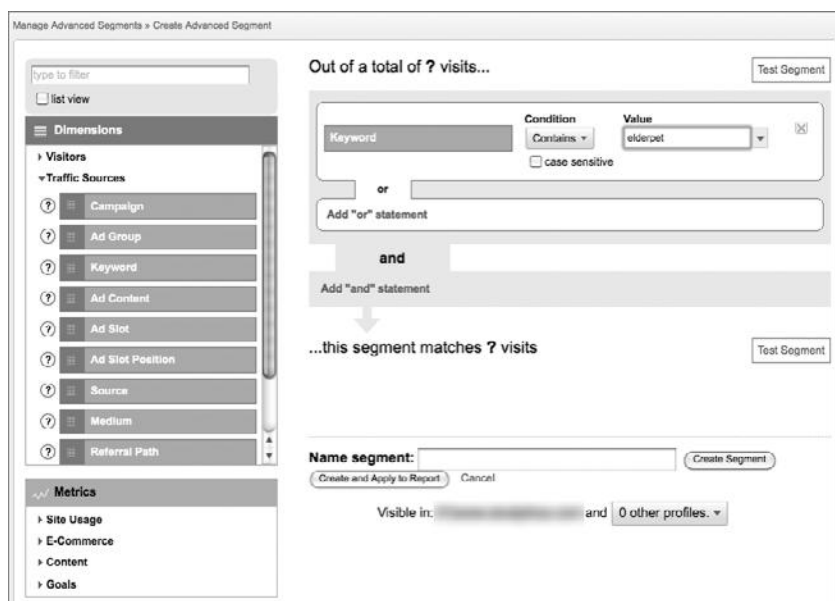 Manage Advanced Segments » Create Advanced Segment
type to filter
list view
Dimensions
Visitors
Traffic Sources
? Campaign
? Ad Group
? Keyword
? Ad Content
? Ad Slot
? Ad Slot Position
? Source
? Medium
? Referral Path
Metrics
Site Usage
E-Commerce
Content
Goals
Out of a total of ? visits...
Test Segment
Condition Value
Keyword Contains elderpet
case sensitive
or
Add "or" statement
and
Add "and" statement
...this segment matches ? visits
Test Segment
Name segment: Create Segment
Create and Apply to Report Cancel
Visible in: and 0 other profiles.